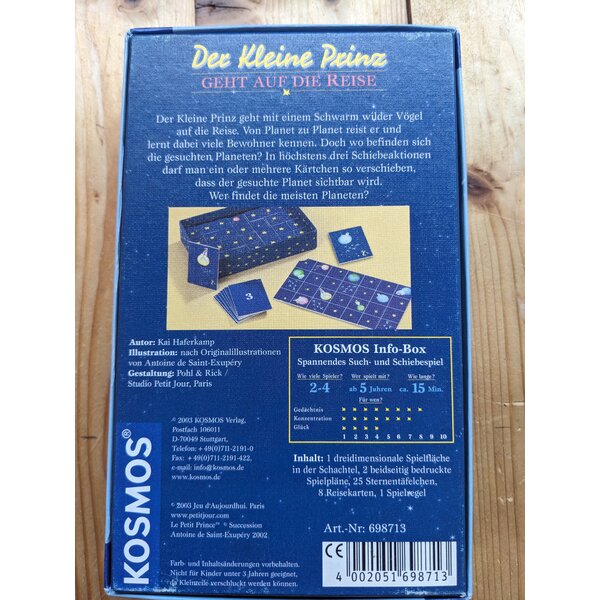 Der Kleine Prinz
GEHT AUF DIE REISE
Der Kleine Prinz geht mit einem Schwarm wilder Vögel
auf die Reise. Von Planet zu Planet reist er und
lernt dabei viele Bewohner kennen. Doch wo befinden sich
die gesuchten Planeten? In höchstens drei Schiebeaktionen
darf man ein oder mehrere Kärtchen so verschieben,
dass der gesuchte Planet sichtbar wird.
Wer findet die meisten Planeten?
3
Autor: Kai Haferkamp
Illustration: nach Originalillustrationen
von Antoine de Saint-Exupéry
Gestaltung: Pohl & Rick /
Studio Petit Jour, Paris
KOSMOS Info-Box
Spannendes Such- und Schiebespiel
Wie viele Spieler? Wer spielt mit? Wie lange?
2-4 ab 5 Jahren ca. 15 Min.
Für wen?
Gedächtnis
Konzentration
Glück
1 2 3 4 5 6 7 8 9 10
© 2003 KOSMOS Verlag,
Postfach 106011
D-70049 Stuttgart,
Telefon: +49(0)711-2191-0
Fax: +49(0)711-2191-422,
e-mail: info@kosmos.de
www.kosmos.de
Inhalt: 1 dreidimensionale Spielfläche
in der Schachtel, 2 beidseitig bedruckte
Spielpläne, 25 Sternentäfelchen,
8 Reisekarten, 1 Spielregel
© 2003 Jeu d'Aujourdhui. Paris
www.petitjour.com
Le Petit Prince™ © Succession
Antoine de Saint-Exupéry 2002
Art.-Nr: 698713
KOSMOS®
Farb- und Inhaltsänderungen vorbehalten.
Nicht für Kinder unter 3 Jahren geeignet,
da Kleinteile verschluckt werden können.
CE
4 002051 698713